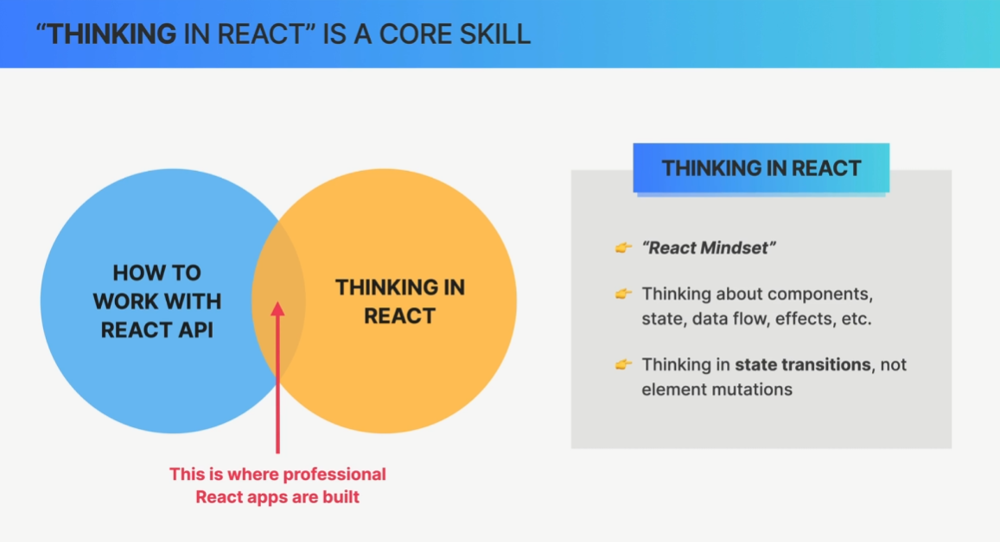 “THINKING IN REACT” IS A CORE SKILL
HOW TO
WORK WITH
REACT API
THINKING IN
REACT
This is where professional
React apps are built
THINKING IN REACT
👉 “React Mindset”
👉 Thinking about components,
state, data flow, effects, etc.
👉 Thinking in state transitions, not
element mutations